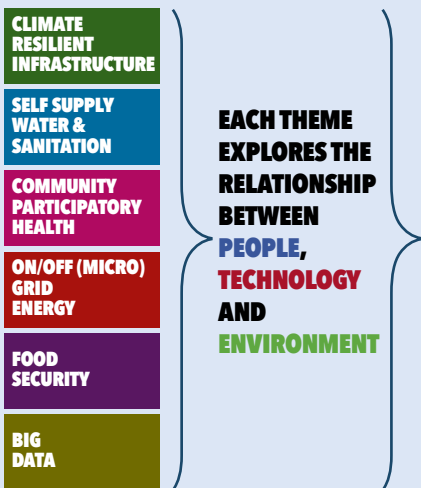 CLIMATE
RESILIENT
INFRASTRUCTURE
SELF SUPPLY
WATER &
SANITATION
COMMUNITY
PARTICIPATORY
HEALTH
ON/OFF (MICRO)
GRID
ENERGY
FOOD
SECURITY
BIG
DATA
EACH THEME
EXPLORES THE
RELATIONSHIP
BETWEEN
PEOPLE,
TECHNOLOGY
AND
ENVIRONMENT